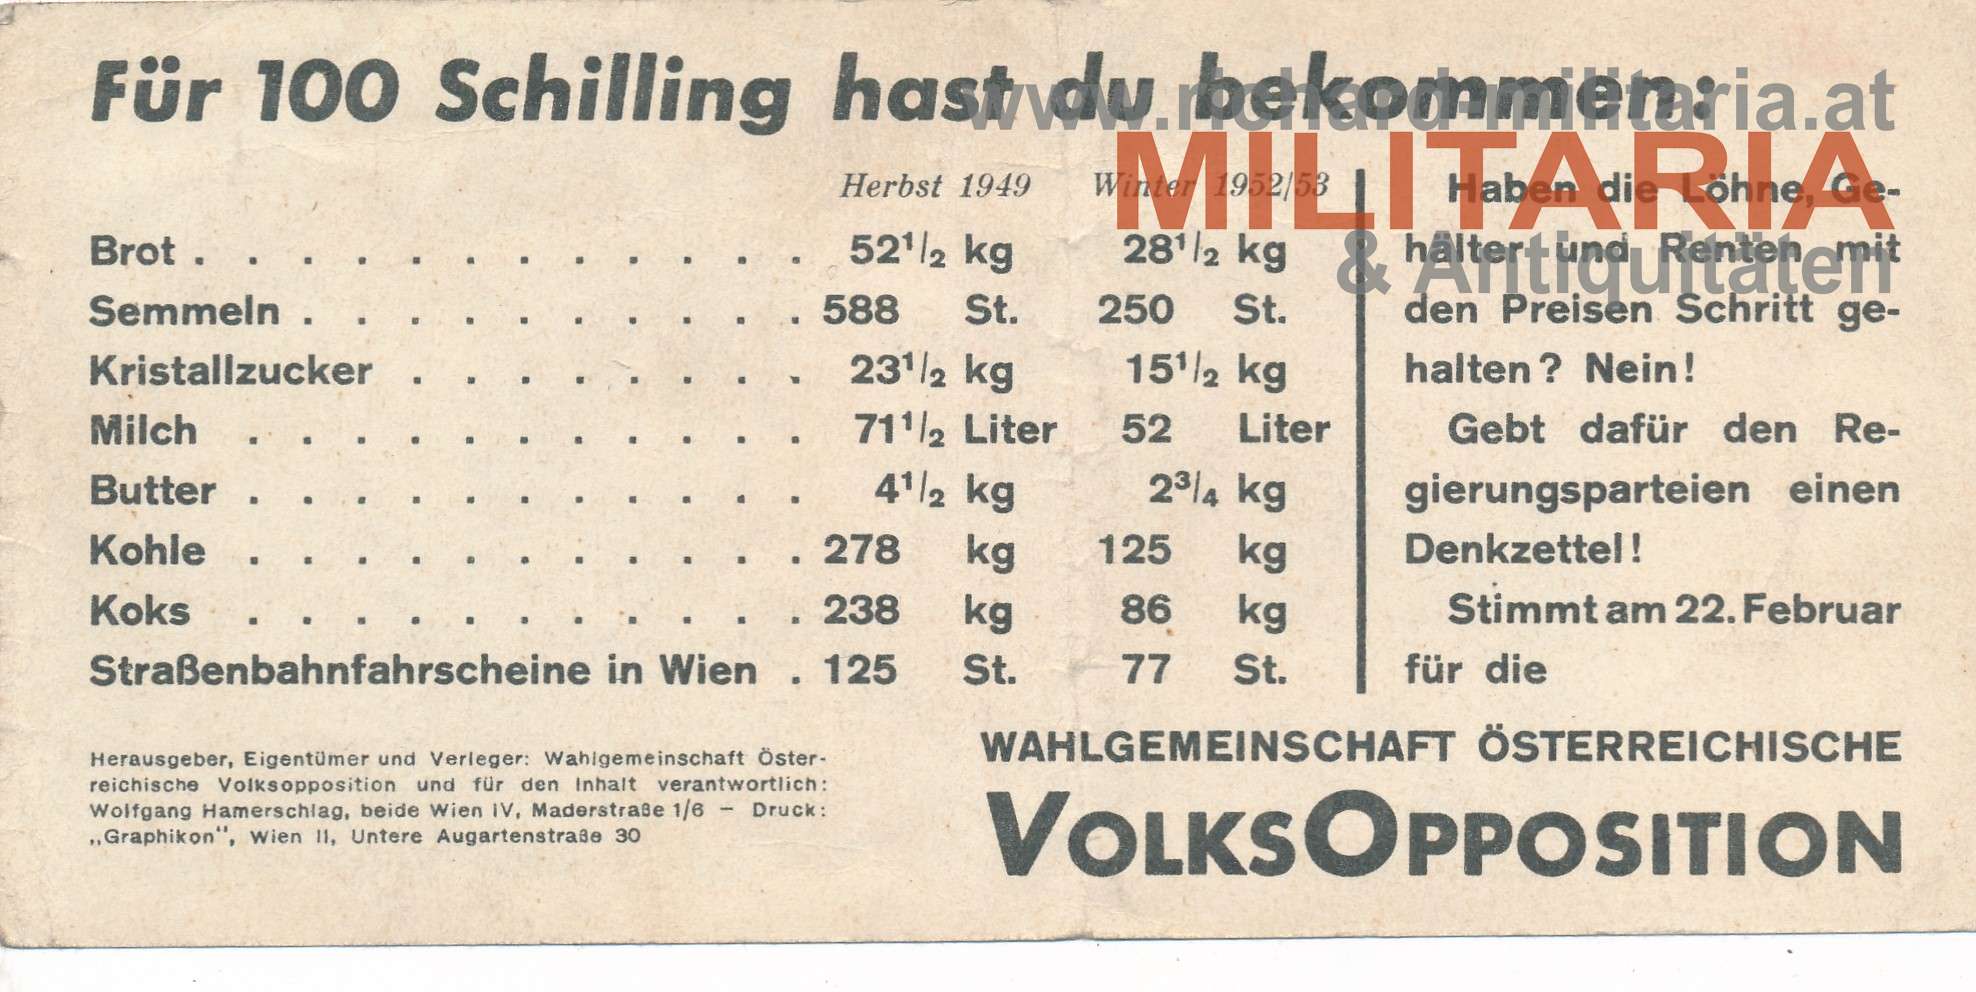 Für 100 Schilling hast du bekommen:
www.richard-militaria.at
MILITARIA
& Antiquitäten
Herbst 1949 Winter 1952/53
Brot . . . . . . . . . . . . 52¹/₂ kg 28¹/₂ kg
Semmeln . . . . . . . . . . 588 St. 250 St.
Kristallzucker . . . . . . . . 23¹/₂ kg 15¹/₂ kg
Milch . . . . . . . . . . . 71¹/₂ Liter 52 Liter
Butter . . . . . . . . . . . 4¹/₂ kg 2³/₄ kg
Kohle . . . . . . . . . . . 278 kg 125 kg
Koks . . . . . . . . . . . 238 kg 86 kg
Straßenbahnfahrscheine in Wien . 125 St. 77 St.
Haben die Löhne, Ge-
hälter und Renten mit
den Preisen Schritt ge-
halten? Nein!
Gebt dafür den Re-
gierungsparteien einen
Denkzettel!
Stimmt am 22. Februar
für die
WAHLGEMEINSCHAFT ÖSTERREICHISCHE
VOLKSOPPOSITION
Herausgeber, Eigentümer und Verleger: Wahlgemeinschaft Öster-
reichische Volksopposition und für den Inhalt verantwortlich:
Wolfgang Hamerschlag, beide Wien IV, Maderstraße 1/6 — Druck:
„Graphikon", Wien II, Untere Augartenstraße 30